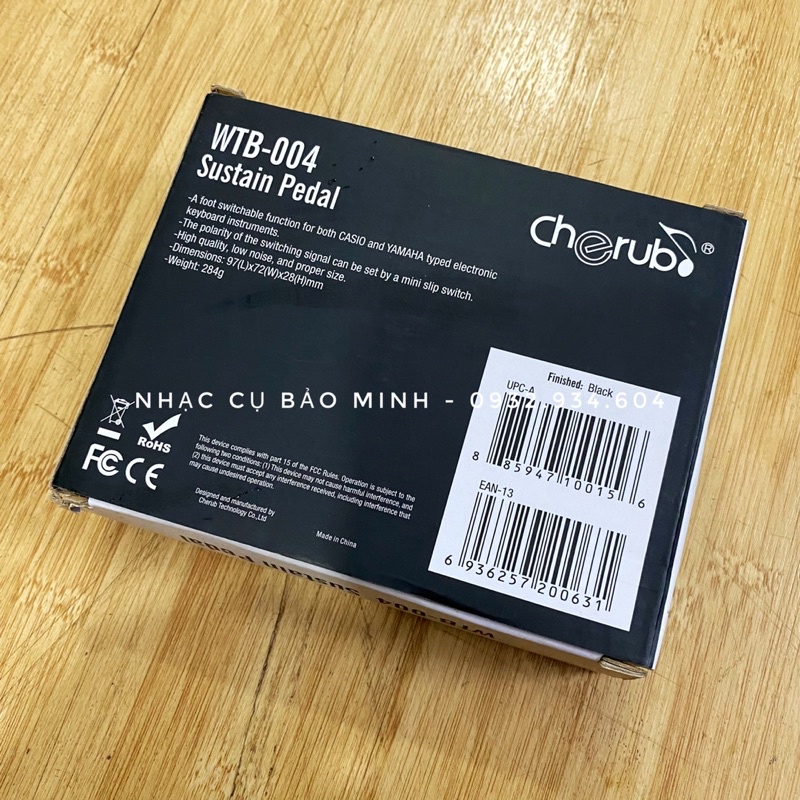 WTB-004
Sustain Pedal
-A foot switchable function for both CASIO and YAMAHA typed electronic
keyboard instruments.
-The polarity of the switching signal can be set by a mini slip switch.
-High quality, low noise, and proper size.
-Dimensions: 97(L)x72(W)x28(H)mm
-Weight: 284g
Cherub®
Finished: Black
UPC-A
NHẠC CỤ BẢO MINH - 0932.934.604
8 85947 10015 6
EAN-13
6 936257 200631
RoHS
FC CE
This device complies with part 15 of the FCC Rules. Operation is subject to the
following two conditions: (1) This device may not cause harmful interference, and
(2) this device must accept any interference received, including interference that
may cause undesired operation.
Designed and manufactured by
Cherub Technology Co.,Ltd
Made in China
WTB-004 Sustain Pedal